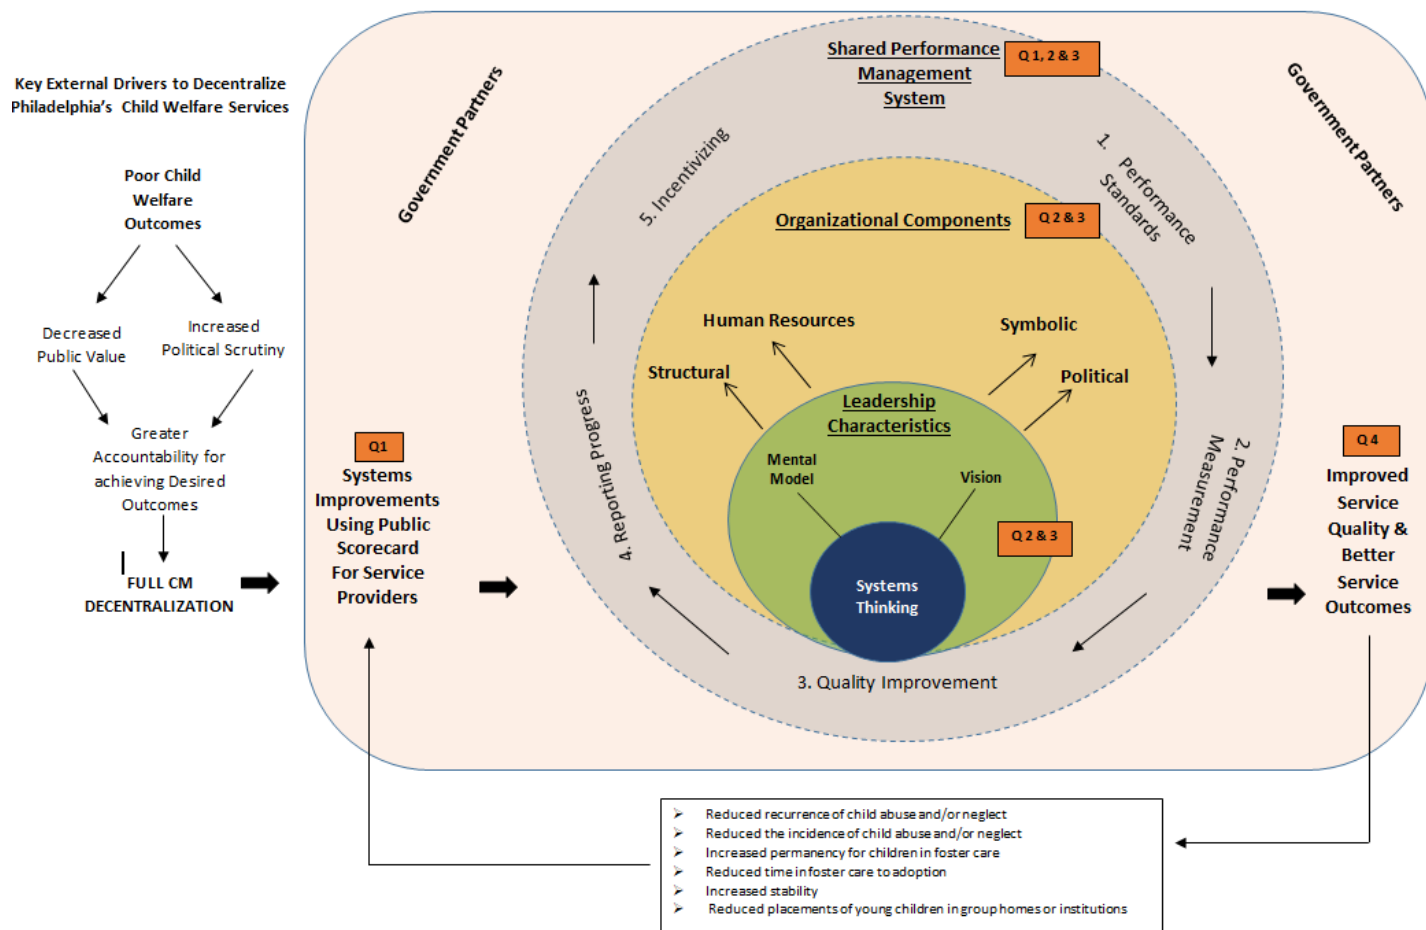 Key External Drivers to Decentralize
Philadelphia's Child Welfare Services
Poor Child
Welfare
Outcomes
Decreased
Public Value
Increased
Political Scrutiny
Greater
Accountability for
achieving Desired
Outcomes
FULL CM
DECENTRALIZATION
Government Partners
Q1
Systems
Improvements
Using Public
Scorecard
For Service
Providers
Shared Performance
Management
System
Q 1, 2 & 3
1. Performance
Standards
2. Performance
Measurement
3. Quality Improvement
4. Reporting Progress
5. Incentivizing
Organizational Components
Q 2 & 3
Human Resources
Structural
Symbolic
Political
Leadership
Characteristics
Mental
Model
Vision
Q 2 & 3
Systems
Thinking
Government Partners
Q 4
Improved
Service
Quality &
Better
Service
Outcomes
➢ Reduced recurrence of child abuse and/or neglect
➢ Reduced the incidence of child abuse and/or neglect
➢ Increased permanency for children in foster care
➢ Reduced time in foster care to adoption
➢ Increased stability
➢ Reduced placements of young children in group homes or institutions